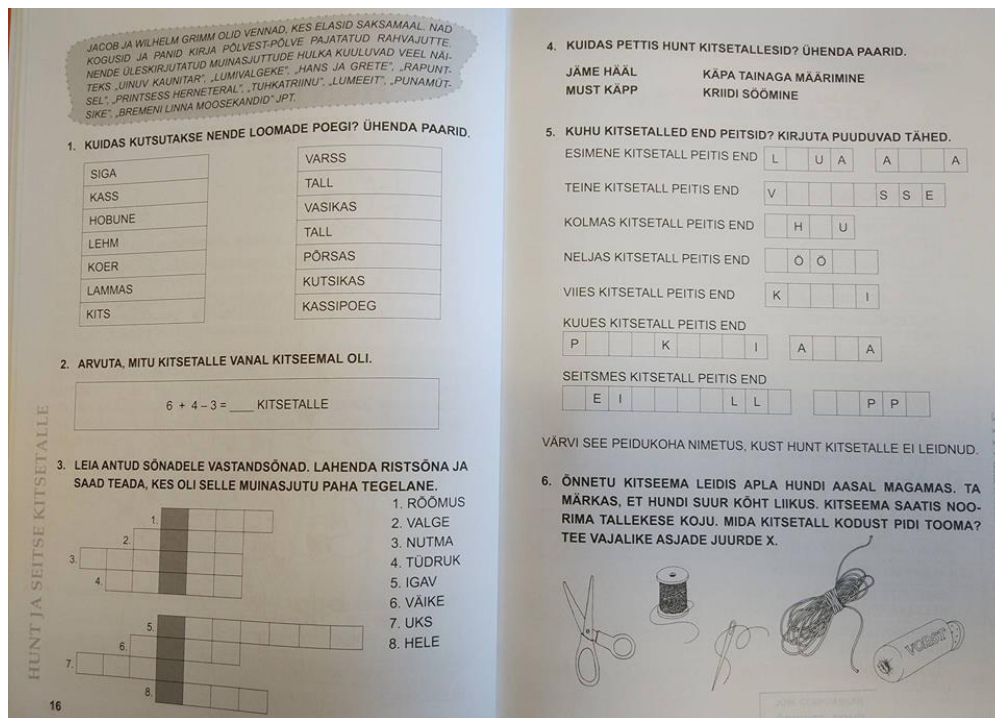 JACOB JA WILHELM GRIMM OLID VENNAD, KES ELASID SAKSAMAAL. NAD
KOGUSID JA PANID KIRJA PÕLVEST-PÕLVE PAJATATUD RAHVAJUTTE.
NENDE ÜLESKIRJUTATUD MUINASJUTTUDE HULKA KUULUVAD VEEL NÄI-
TEKS „UINUV KAUNITAR”, „LUMIVALGEKE”, „HANS JA GRETE”, „RAPUNT-
SEL”, „PRINTSESS HERNETERAL”, „TUHKATRIINU”, „LUMEEIT”, „PUNAMÜT-
SIKE”, „BREMENI LINNA MOOSEKANDID” JPT.
1. KUIDAS KUTSUTAKSE NENDE LOOMADE POEGI? ÜHENDA PAARID.
SIGA
KASS
HOBUNE
LEHM
KOER
LAMMAS
KITS
VARSS
TALL
VASIKAS
TALL
PÕRSAS
KUTSIKAS
KASSIPOEG
2. ARVUTA, MITU KITSETALLE VANAL KITSEEMAL OLI.
6 + 4 – 3 = ____ KITSETALLE
3. LEIA ANTUD SÕNADELE VASTANDSÕNAD. LAHENDA RISTSÕNA JA
SAAD TEADA, KES OLI SELLE MUINASJUTU PAHA TEGELANE.
1.
2.
3.
4.
5.
6.
7.
8.
1. RÕÕMUS
2. VALGE
3. NUTMA
4. TÜDRUK
5. IGAV
6. VÄIKE
7. UKS
8. HELE
HUNT JA SEITSE KITSETALLE
16
4. KUIDAS PETTIS HUNT KITSETALLESID? ÜHENDA PAARID.
JÄME HÄÄL KÄPA TAINAGA MÄÄRIMINE
MUST KÄPP KRIIDI SÖÖMINE
5. KUHU KITSETALLED END PEITSID? KIRJUTA PUUDUVAD TÄHED.
ESIMENE KITSETALL PEITIS END L U A A A
TEINE KITSETALL PEITIS END V S S E
KOLMAS KITSETALL PEITIS END H U
NELJAS KITSETALL PEITIS END Ö Ö
VIIES KITSETALL PEITIS END K I
KUUES KITSETALL PEITIS END
P K I A A
SEITSMES KITSETALL PEITIS END
E I L L P P
VÄRVI SEE PEIDUKOHA NIMETUS, KUST HUNT KITSETALLE EI LEIDNUD.
6. ÕNNETU KITSEEMA LEIDIS APLA HUNDI AASAL MAGAMAS. TA
MÄRKAS, ET HUNDI SUUR KÕHT LIIKUS. KITSEEMA SAATIS NOO-
RIMA TALLEKESE KOJU. MIDA KITSETALL KODUST PIDI TOOMA?
TEE VAJALIKE ASJADE JUURDE X.
VORST